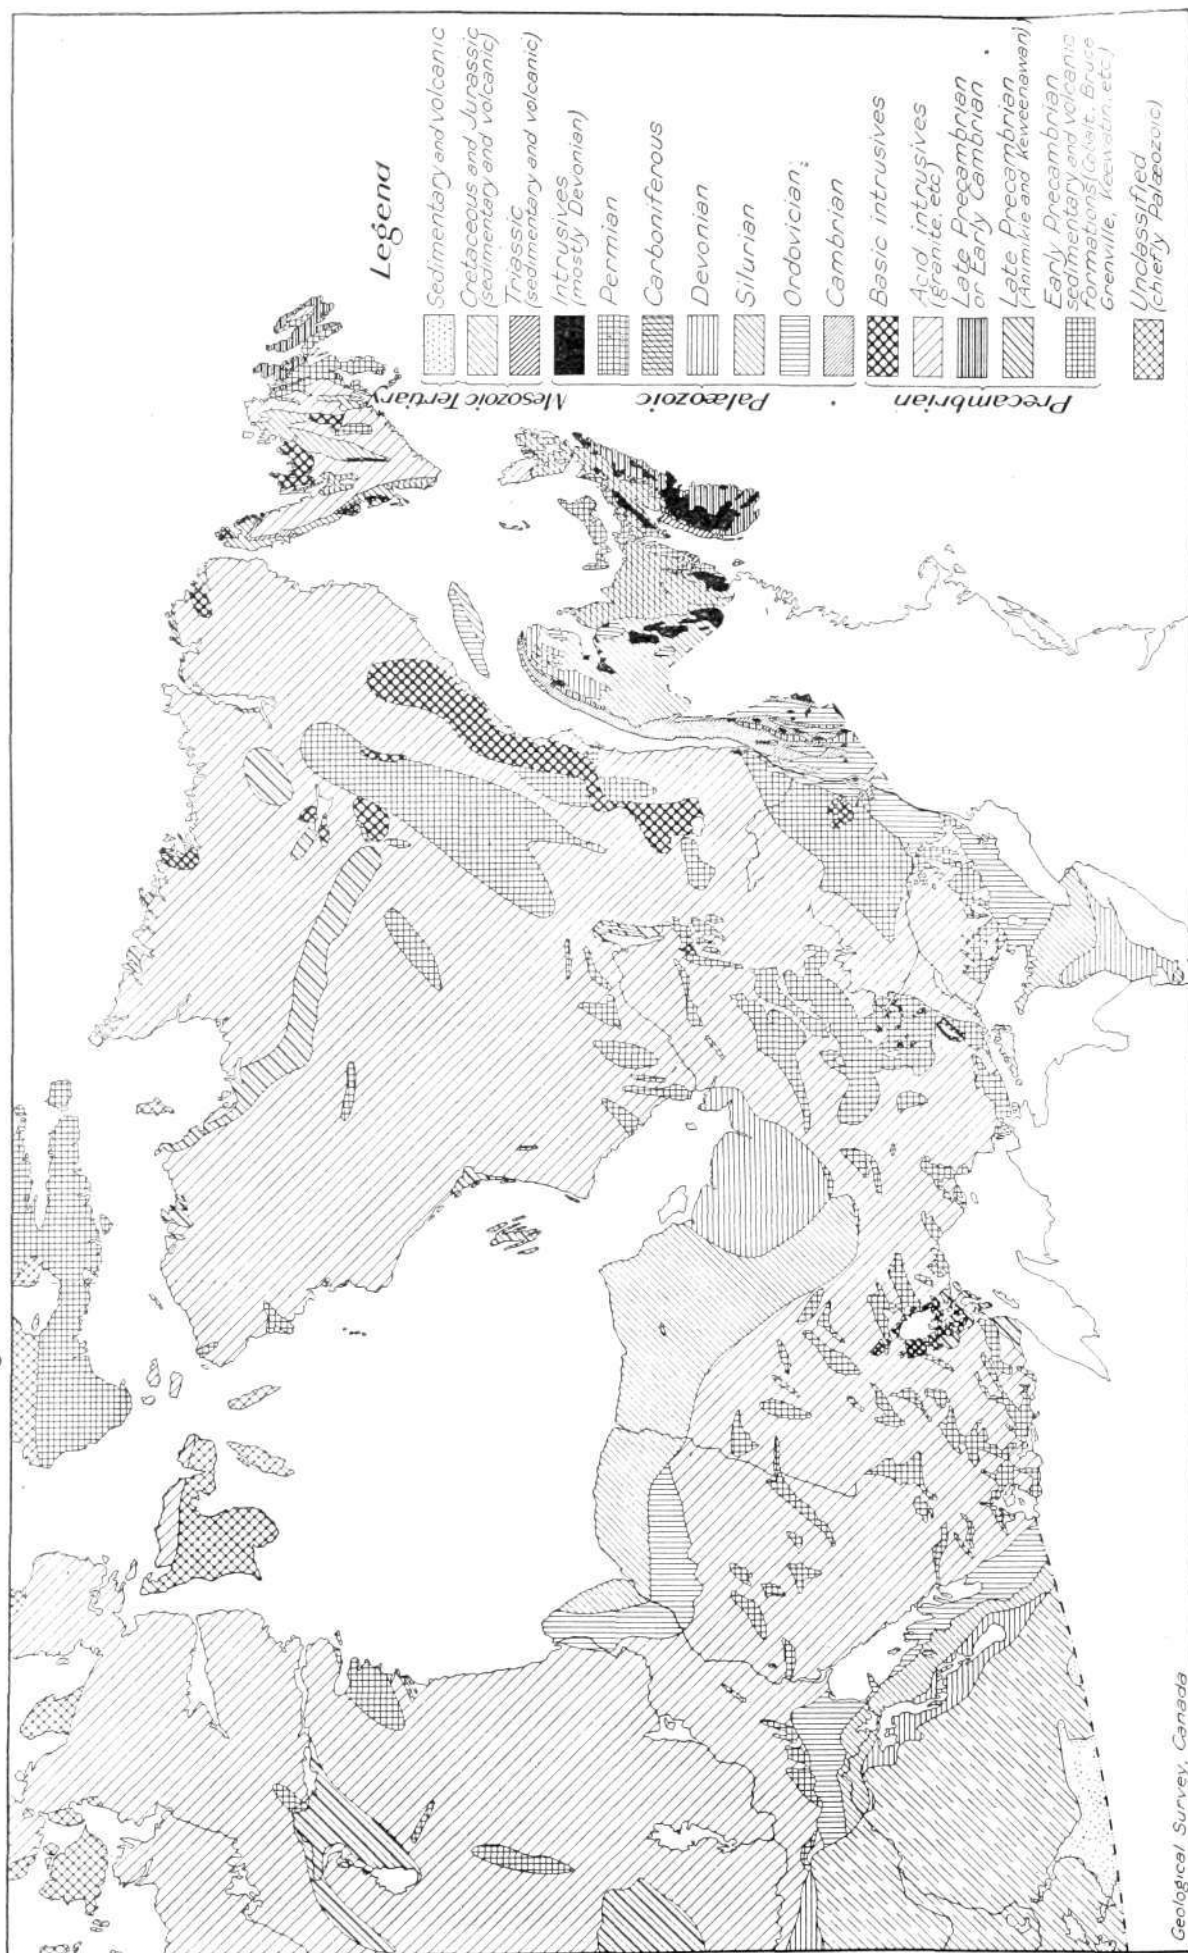 Legend
Tertiary
Sedimentary and volcanic
Mesozoic
Cretaceous and Jurassic
(sedimentary and volcanic)
Triassic
(sedimentary and volcanic)
Palæozoic
Intrusives
(mostly Devonian)
Permian
Carboniferous
Devonian
Silurian
Ordovician
Cambrian
Precambrian
Basic intrusives
Acid intrusives
(granite, etc)
Late Precambrian
or Early Cambrian
Late Precambrian
(Animikie and Keweenawan)
Early Precambrian
sedimentary and volcanic
formations (Cobalt, Bruce
Grenville, Keewatin, etc)
Unclassified
(chiefly Palæozoic)
Geological Survey, Canada